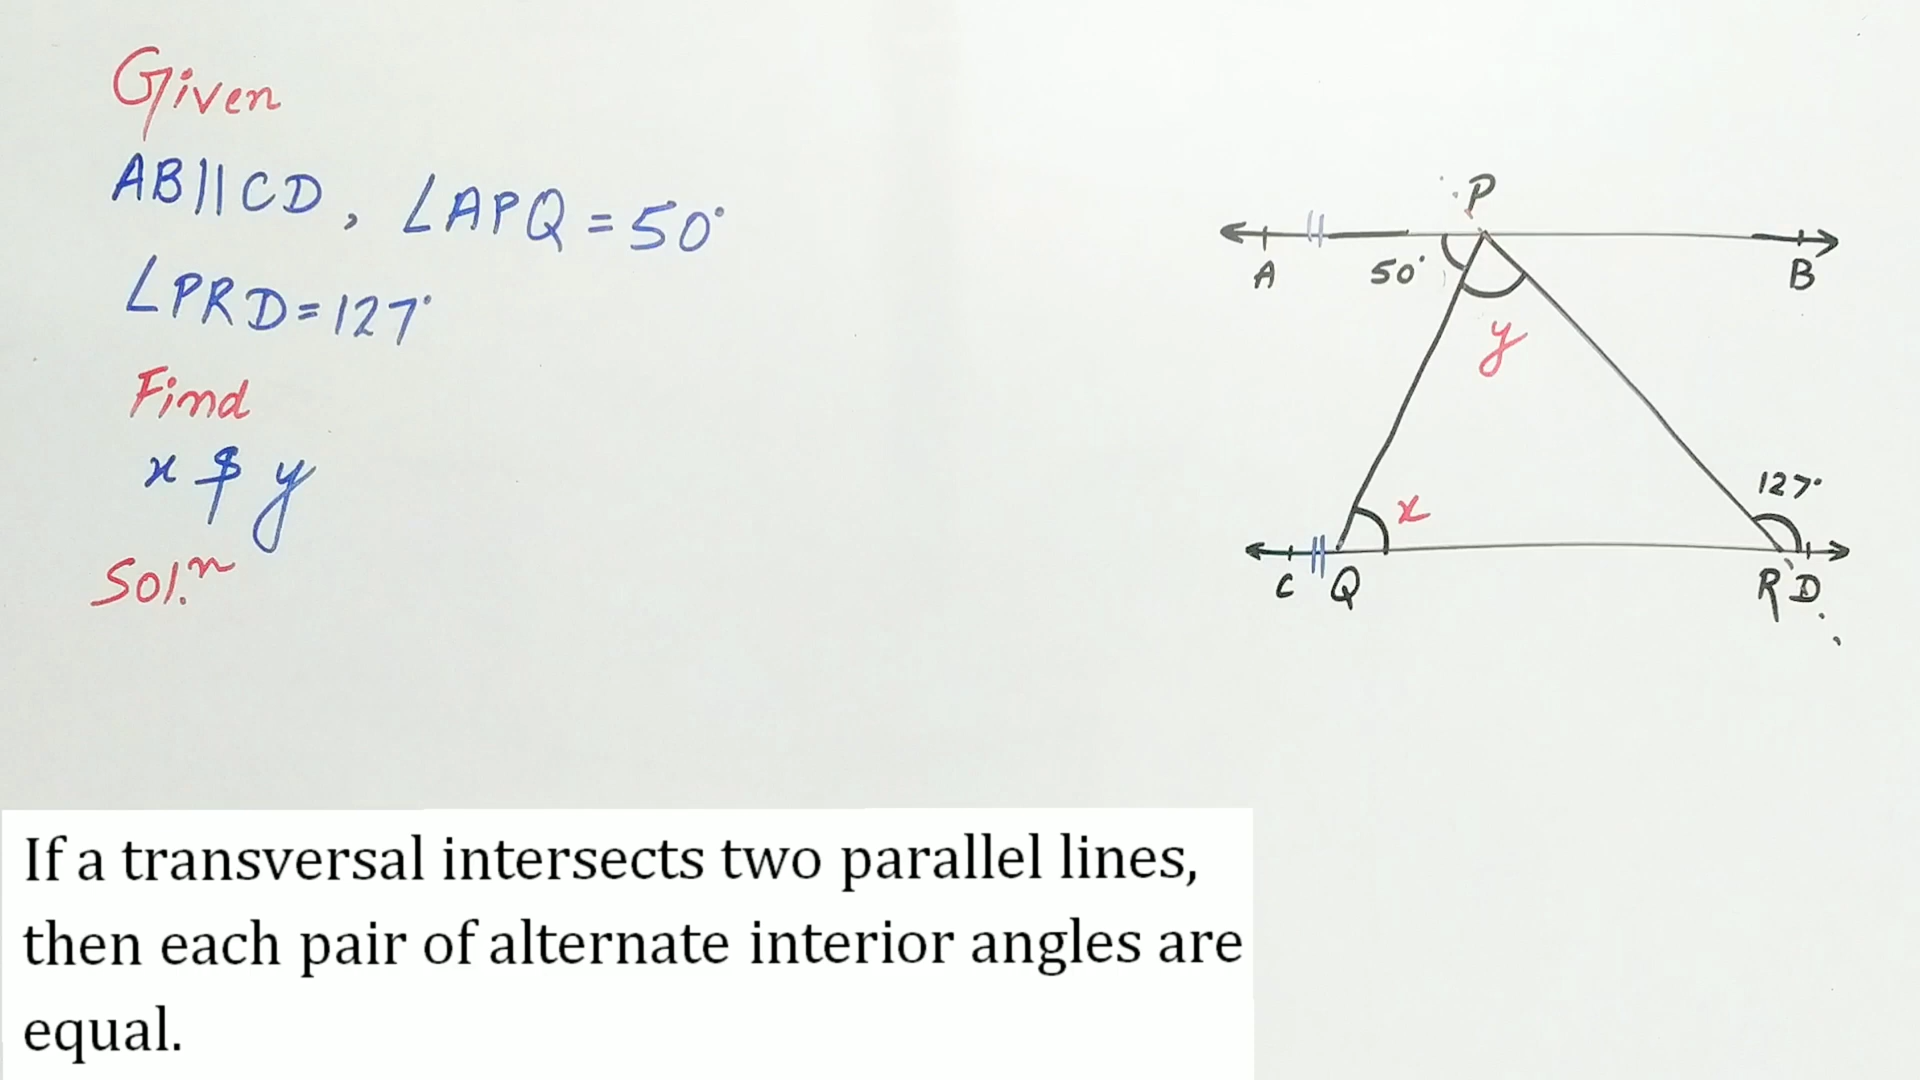 Given
AB||CD, ∠APQ = 50°
∠PRD = 127°
Find
x & y
Sol.ⁿ
P
A
50°
B
y
127°
x
C Q
R D
If a transversal intersects two parallel lines,
then each pair of alternate interior angles are
equal.